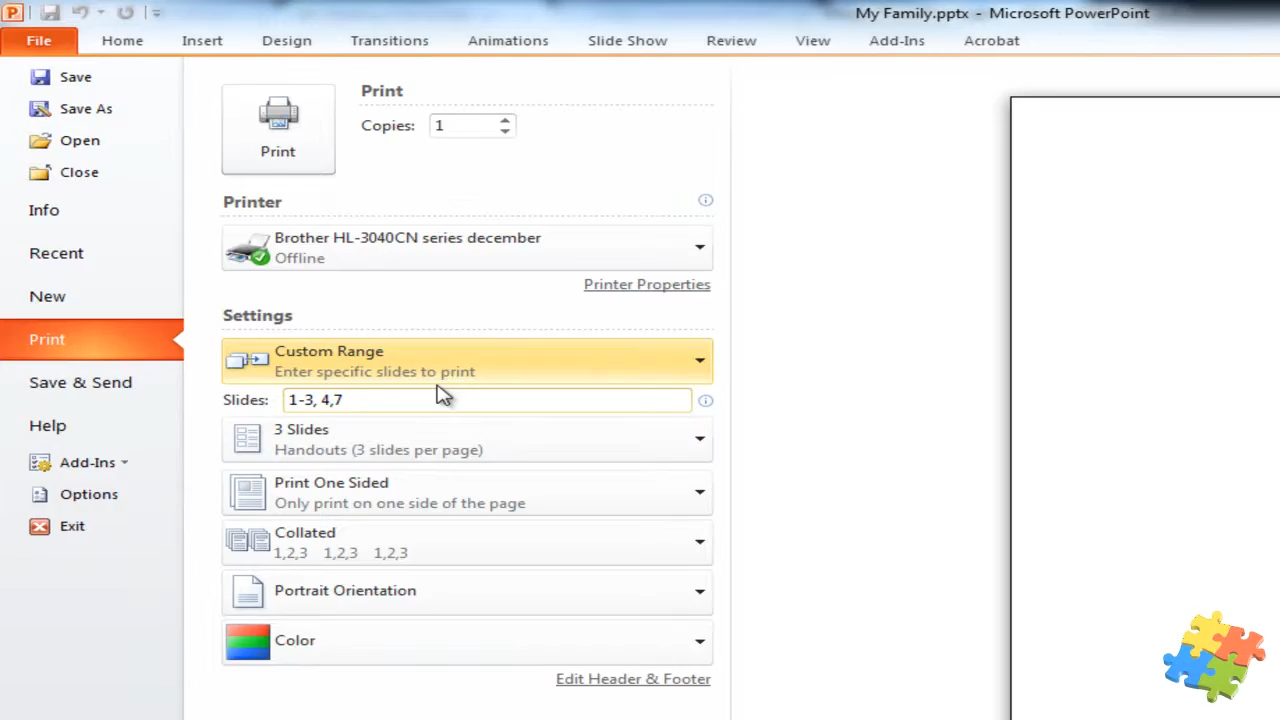 My Family.pptx - Microsoft PowerPoint
File Home Insert Design Transitions Animations Slide Show Review View Add-Ins Acrobat
Save
Save As
Open
Close
Info
Recent
New
Print
Save & Send
Help
Add-Ins
Options
Exit
Print
Print
Copies: 1
Printer
Brother HL-3040CN series december
Offline
Printer Properties
Settings
Custom Range
Enter specific slides to print
Slides: 1-3, 4,7
3 Slides
Handouts (3 slides per page)
Print One Sided
Only print on one side of the page
Collated
1,2,3 1,2,3 1,2,3
Portrait Orientation
Color
Edit Header & Footer